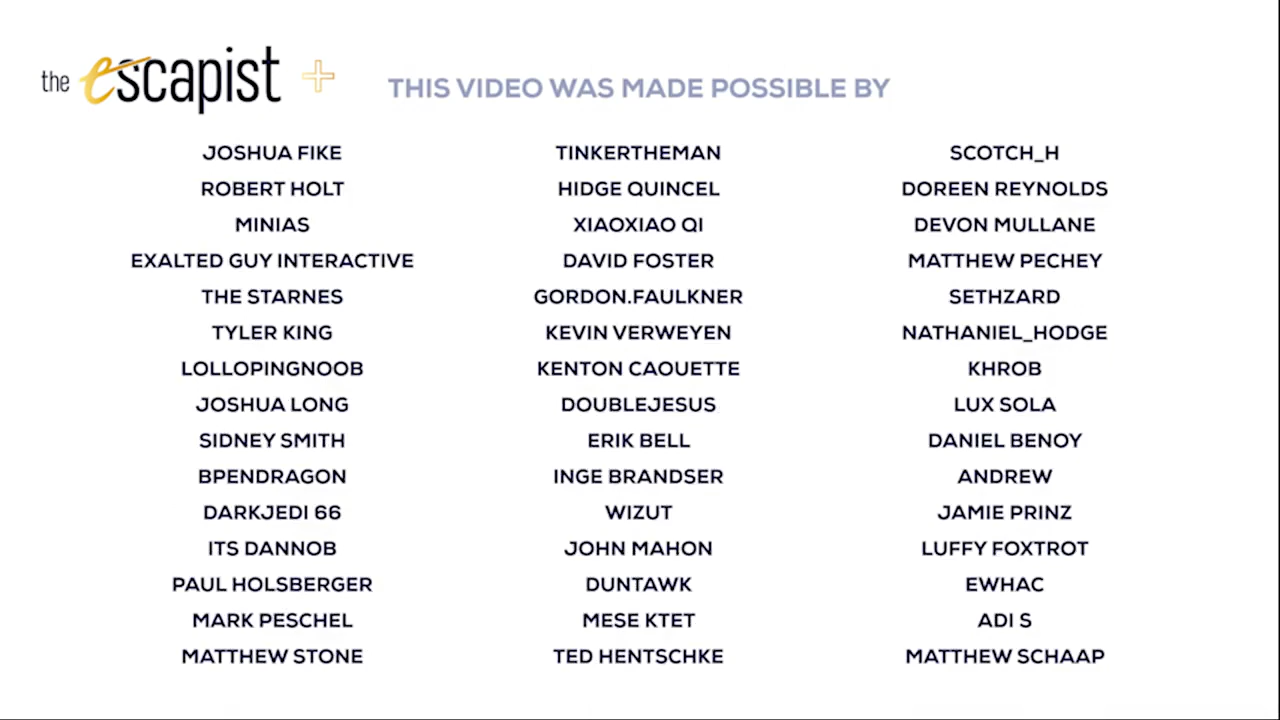 the escapist +
THIS VIDEO WAS MADE POSSIBLE BY
JOSHUA FIKE
ROBERT HOLT
MINIAS
EXALTED GUY INTERACTIVE
THE STARNES
TYLER KING
LOLLOPINGNOOB
JOSHUA LONG
SIDNEY SMITH
BPENDRAGON
DARKJEDI 66
ITS DANNOB
PAUL HOLSBERGER
MARK PESCHEL
MATTHEW STONE
TINKERTHEMAN
HIDGE QUINCEL
XIAOXIAO QI
DAVID FOSTER
GORDON.FAULKNER
KEVIN VERWEYEN
KENTON CAOUETTE
DOUBLEJESUS
ERIK BELL
INGE BRANDSER
WIZUT
JOHN MAHON
DUNTAWK
MESE KTET
TED HENTSCHKE
SCOTCH_H
DOREEN REYNOLDS
DEVON MULLANE
MATTHEW PECHEY
SETHZARD
NATHANIEL_HODGE
KHROB
LUX SOLA
DANIEL BENOY
ANDREW
JAMIE PRINZ
LUFFY FOXTROT
EWHAC
ADI S
MATTHEW SCHAAP